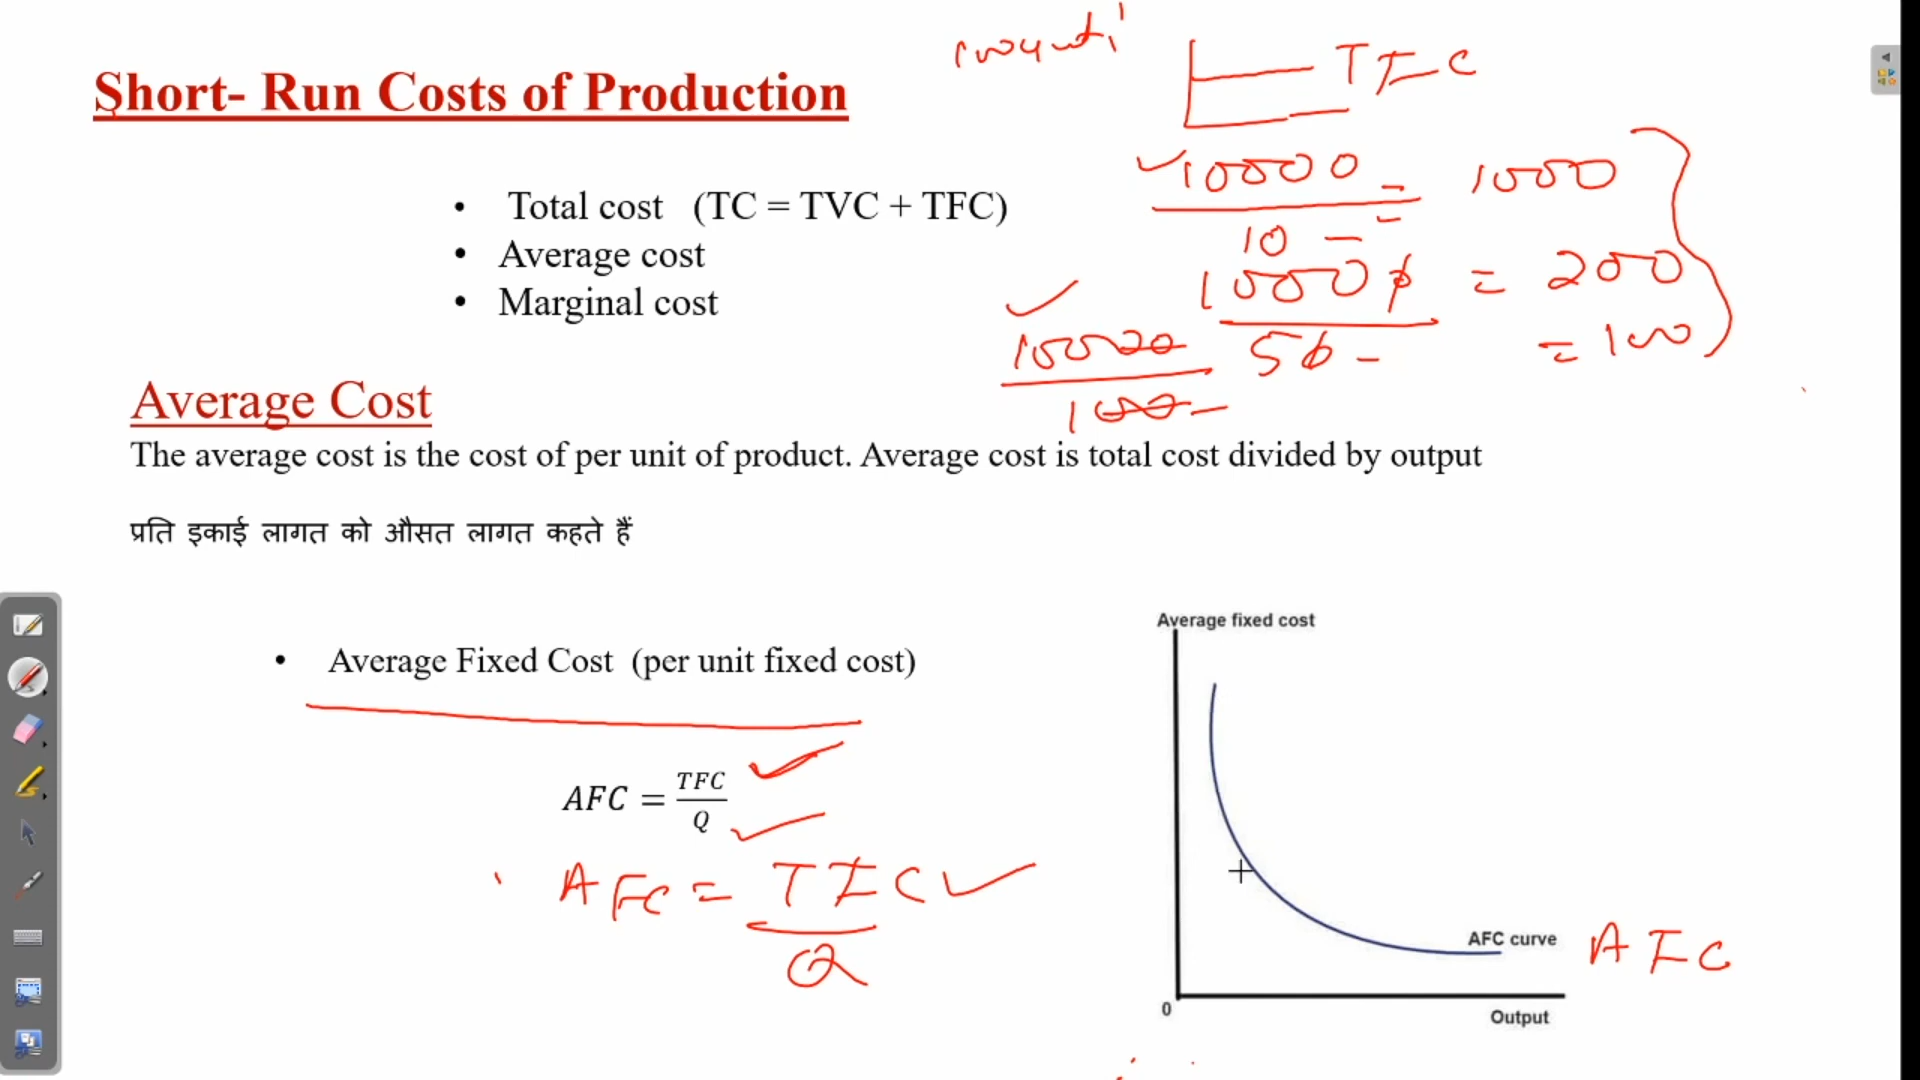 Short- Run Costs of Production
TFC
10000 = 1000
10
• Total cost (TC = TVC + TFC)
• Average cost
• Marginal cost
10000 = 200
50
10000 = 100
100
Average Cost
The average cost is the cost of per unit of product. Average cost is total cost divided by output
प्रति इकाई लागत को औसत लागत कहते हैं
• Average Fixed Cost (per unit fixed cost)
AFC = TFC
Q
AFC = TFC
Q
Average fixed cost
AFC curve
AFC
0
Output